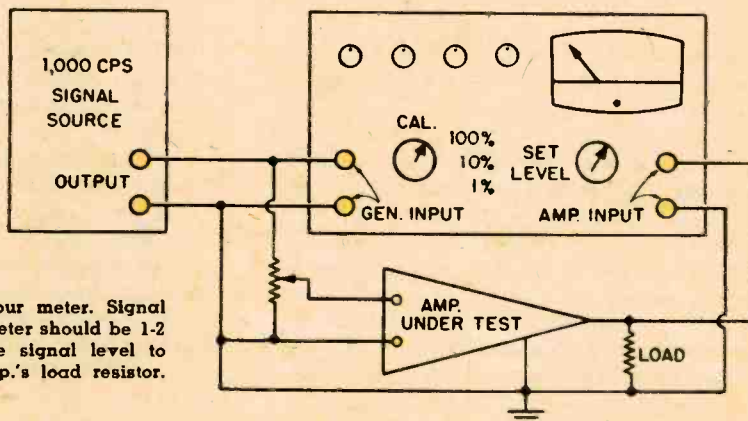 1,000 CPS
SIGNAL
SOURCE
OUTPUT
CAL.
100%
10%
1%
SET
LEVEL
GEN. INPUT
AMP. INPUT
AMP.
UNDER TEST
LOAD
our meter. Signal
eter should be 1-2
e signal level to
p.'s load resistor.